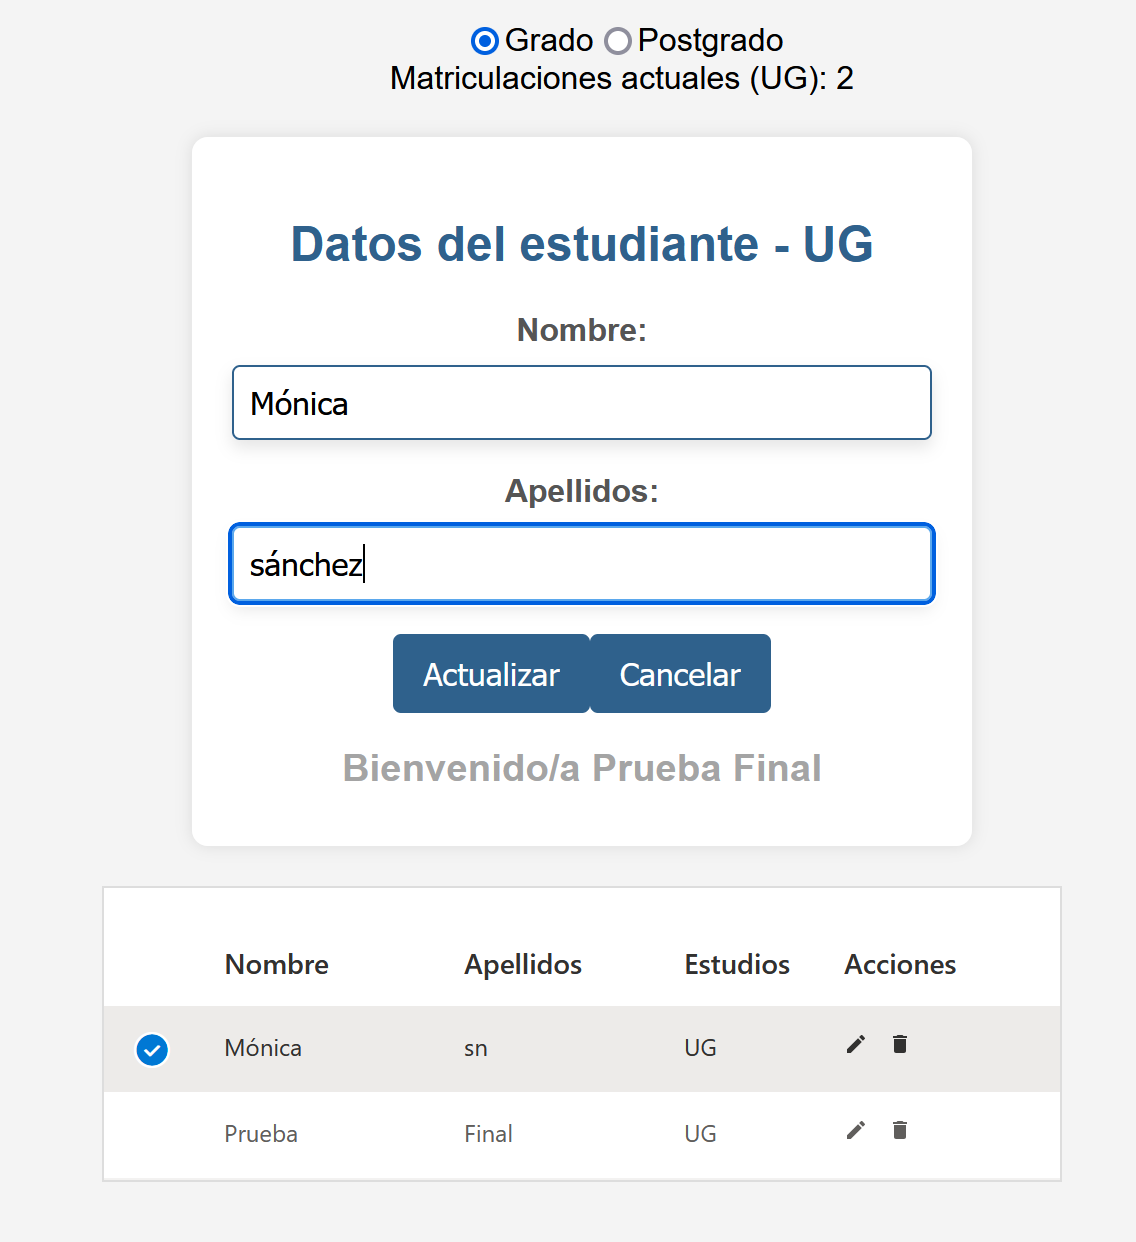 Grado Postgrado
Matriculaciones actuales (UG): 2
Datos del estudiante - UG
Nombre:
Mónica
Apellidos:
sánchez
Actualizar Cancelar
Bienvenido/a Prueba Final
Nombre Apellidos Estudios Acciones
Mónica sn UG
Prueba Final UG